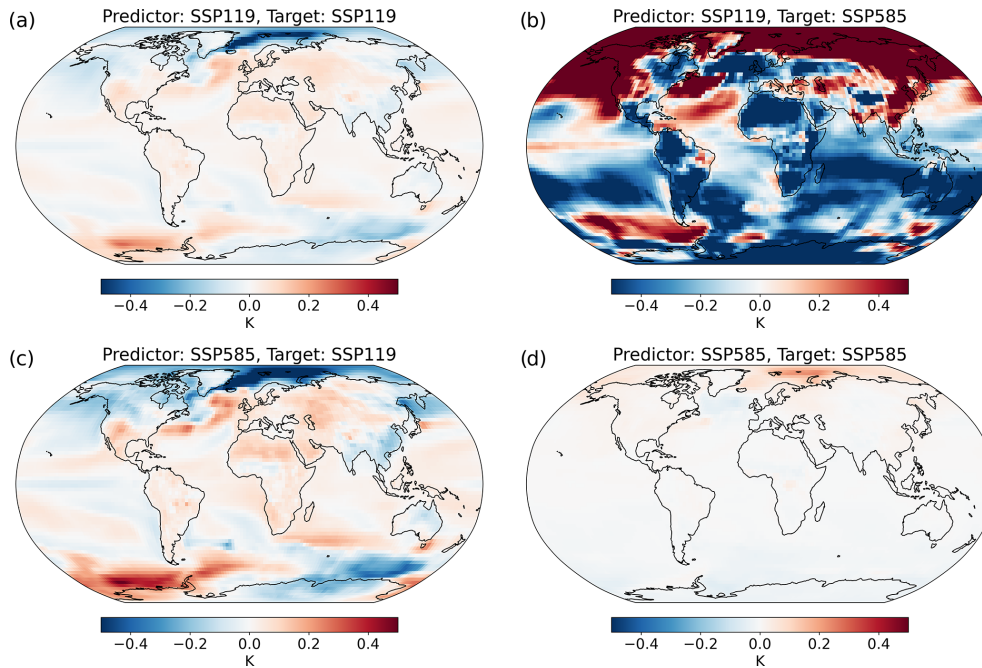 (a)
Predictor: SSP119, Target: SSP119
(b)
Predictor: SSP119, Target: SSP585
−0.4 −0.2 0.0 0.2 0.4
K
−0.4 −0.2 0.0 0.2 0.4
K
(c)
Predictor: SSP585, Target: SSP119
(d)
Predictor: SSP585, Target: SSP585
−0.4 −0.2 0.0 0.2 0.4
K
−0.4 −0.2 0.0 0.2 0.4
K